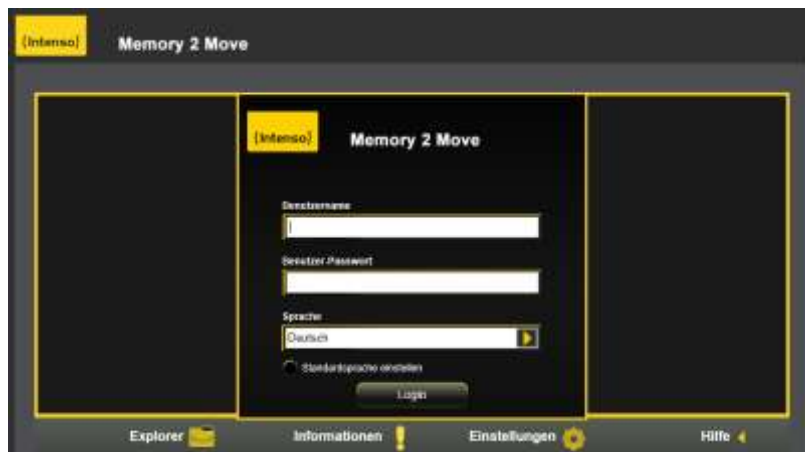 (Intenso)
Memory 2 Move
(Intenso)
Memory 2 Move
Benutzername
Benutzer-Passwort
Sprache
Deutsch
Standardsprache einstellen
Login
Explorer
Informationen
Einstellungen
Hilfe